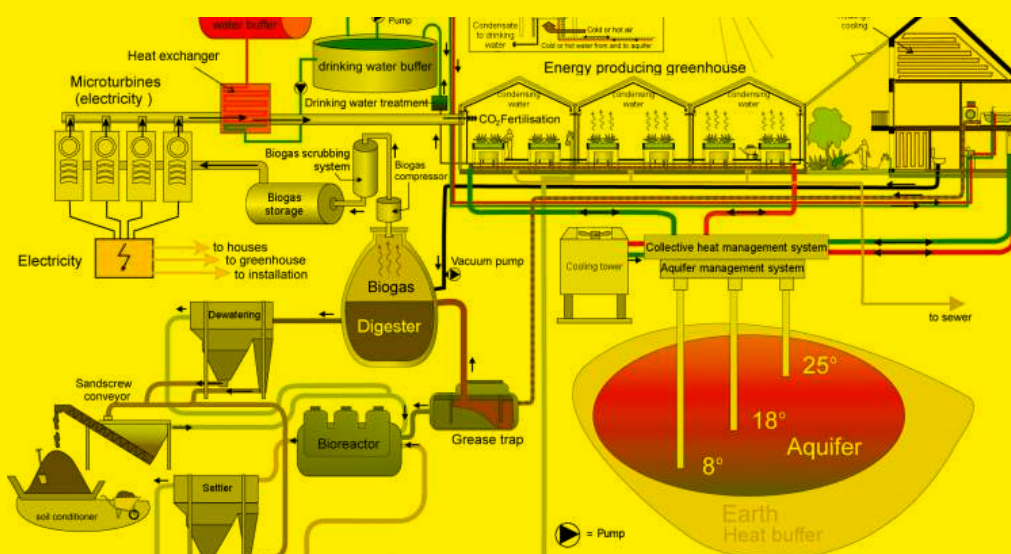 water buffer
Heat exchanger
Microturbines
(electricity )
Pump
drinking water buffer
Drinking water treatment
Condensate
to drinking
water
Cold or hot air
Cold or hot water from and to aquifer
Energy producing greenhouse
cooling
condensing
water
condensing
water
condensing
water
CO2 Fertilisation
Biogas scrubbing
system
Biogas
compressor
Biogas
storage
Electricity
to houses
to greenhouse
to installation
Vacuum pump
Biogas
Digester
Cooling tower
Collective heat management system
Aquifer management system
to sewer
Dewatering
Sandscrew
conveyor
Bioreactor
Grease trap
Settler
soil conditioner
25°
18°
8°
Aquifer
Earth
Heat buffer
= Pump